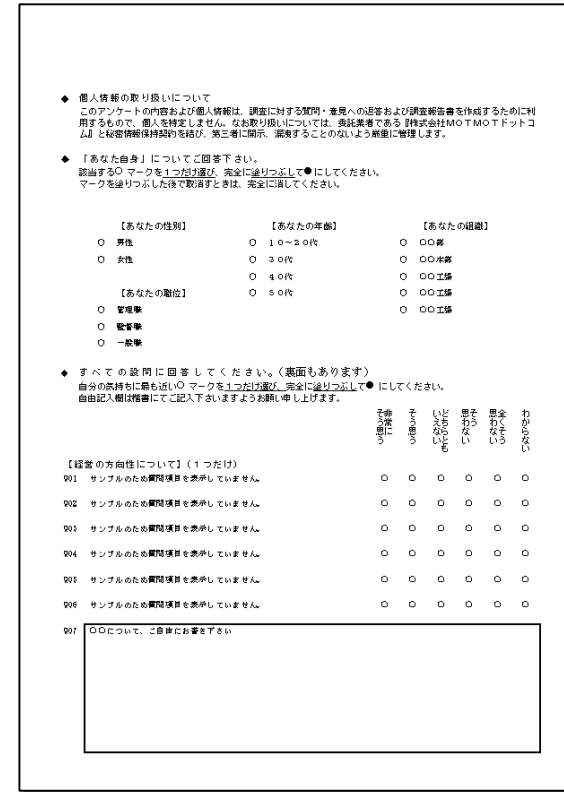 ◆ 個人情報の取り扱いについて
このアンケートの内容および個人情報は、調査に対する質問・意見への返答および調査報告書を作成するために利
用するもので、個人を特定しません。なお取り扱いについては、委託業者である『株式会社MOTMOTドットコ
ム』と秘密情報保持契約を結び、第三者に開示、漏洩することのないよう厳重に管理します。
◆ 「あなた自身」についてご回答下さい。
該当する○ マークを1つだけ選び、完全に塗りつぶして● にしてください。
マークを塗りつぶした後で取消すときは、完全に消してください。
【あなたの性別】 【あなたの年齢】 【あなたの組織】
○ 男性 ○ 10～20代 ○ ○○部
○ 女性 ○ 30代 ○ ○○本部
○ 40代 ○ ○○工場
【あなたの職位】 ○ 50代 ○ ○○工場
○ 管理職 ○ ○○工場
○ 監督職
○ 一般職
◆ すべての設問に回答してください。(裏面もあります)
自分の気持ちに最も近い○ マークを1つだけ選び、完全に塗りつぶして● にしてください。
自由記入欄は楷書にてご記入下さいますようお願い申し上げます。
非常にそう思う そう思う どちらともいえない そう思わない 全くそう思わない わからない
【経営の方向性について】(1つだけ)
Q01 サンプルのため質問項目を表示していません。 ○ ○ ○ ○ ○ ○
Q02 サンプルのため質問項目を表示していません。 ○ ○ ○ ○ ○ ○
Q03 サンプルのため質問項目を表示していません。 ○ ○ ○ ○ ○ ○
Q04 サンプルのため質問項目を表示していません。 ○ ○ ○ ○ ○ ○
Q05 サンプルのため質問項目を表示していません。 ○ ○ ○ ○ ○ ○
Q06 サンプルのため質問項目を表示していません。 ○ ○ ○ ○ ○ ○
Q07 ○○について、ご自由にお書き下さい